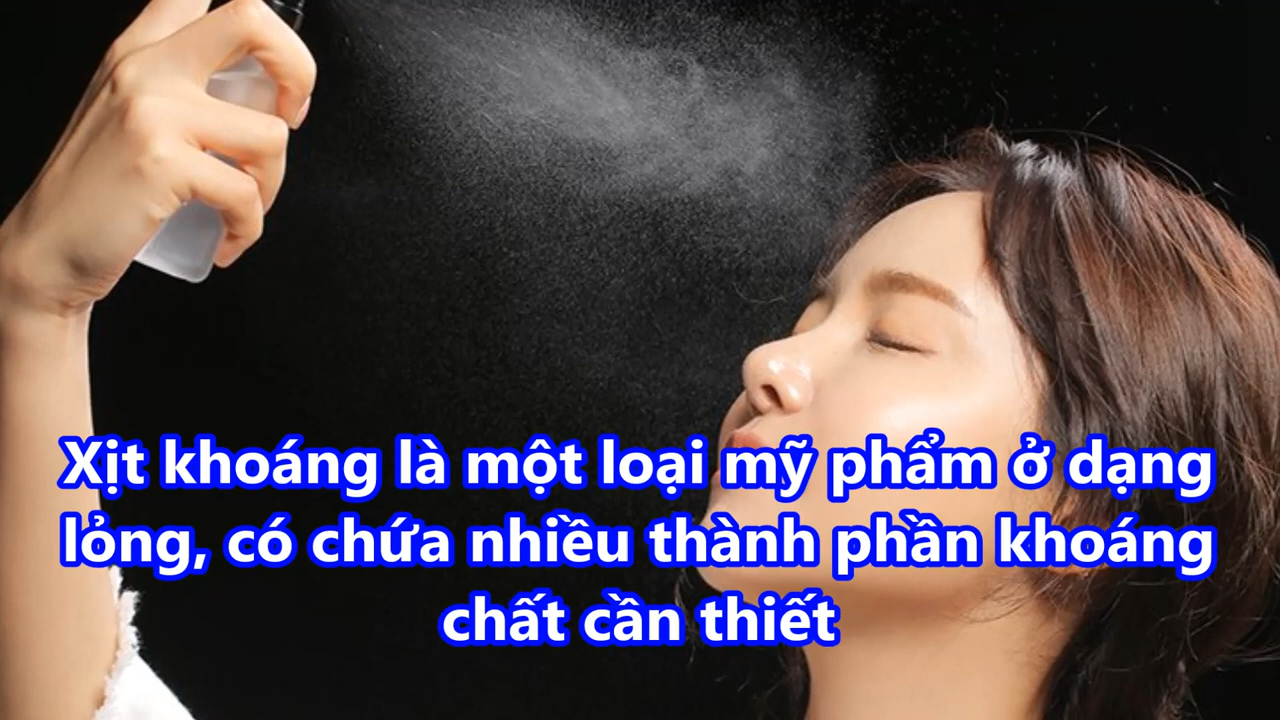 Xịt khoáng là một loại mỹ phẩm ở dạng
lỏng, có chứa nhiều thành phần khoáng
chất cần thiết